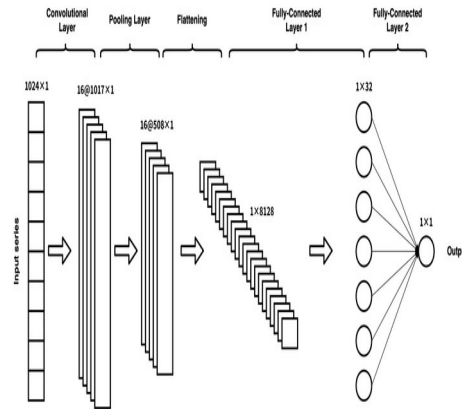 Convolutional
Layer
Pooling Layer
Flattening
Fully-Connected
Layer 1
Fully-Connected
Layer 2
1024×1
16@1017×1
16@508×1
1×8128
1×32
1×1
Input series
Outp